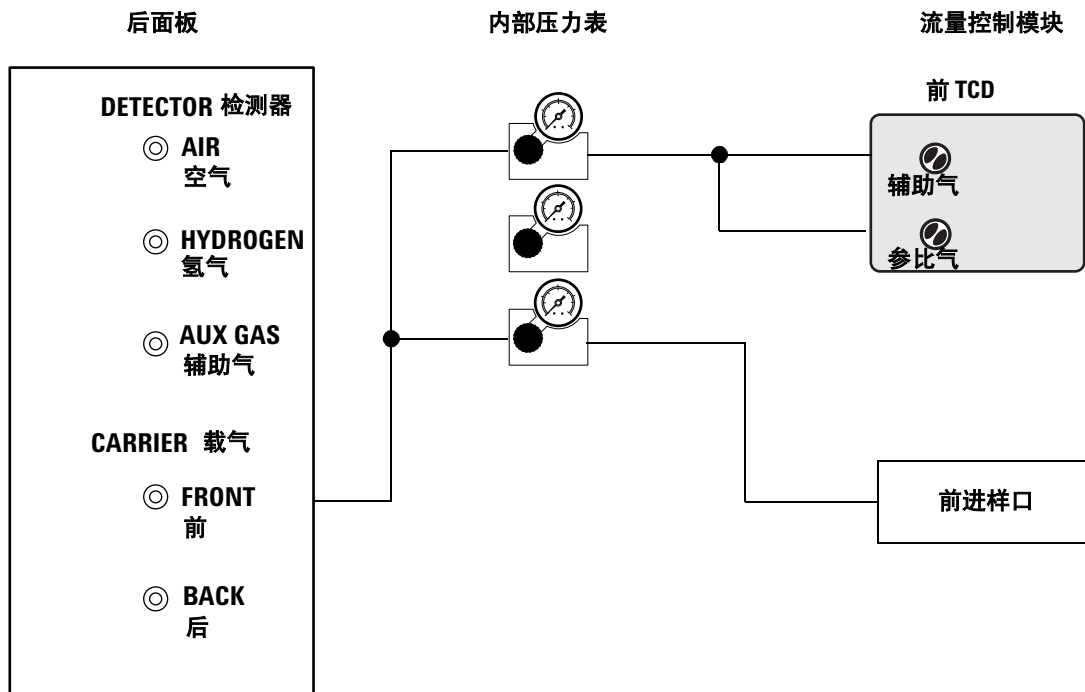 后面板
内部压力表
流量控制模块
DETECTOR 检测器
AIR
空气
HYDROGEN
氢气
AUX GAS
辅助气
CARRIER 载气
FRONT
前
BACK
后
前 TCD
辅助气
参比气
前进样口